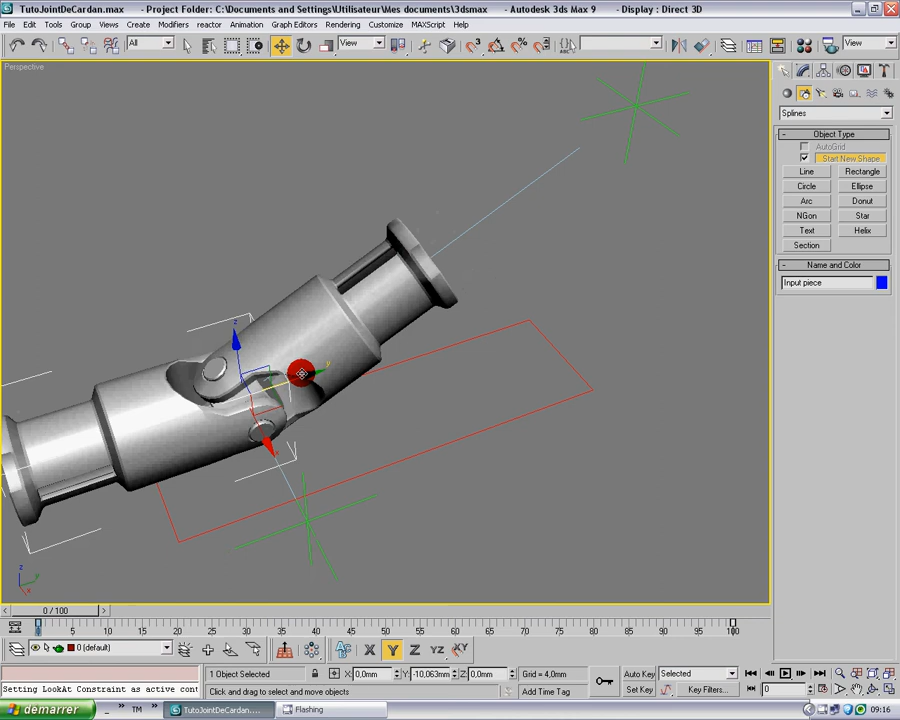 TutoJointDeCardan.max - Project Folder: C:\Documents and Settings\Utilisateur\Mes documents\3dsmax - Autodesk 3ds Max 9 - Display : Direct 3D
File Edit Tools Group Views Create Modifiers reactor Animation Graph Editors Rendering Customize MAXScript Help
All View View
Perspective
Splines
- Object Type
AutoGrid
Start New Shape
Line Rectangle
Circle Ellipse
Arc Donut
NGon Star
Text Helix
Section
- Name and Color
Input piece
z
y
x
z
y
x
< 0 / 100 >
0 5 10 15 20 25 30 35 40 45 50 55 60 65 70 75 80 85 90 95 100
0 (default) X Y Z YZ XY
1 Object Selected X: 0,0mm Y: -10,063mm Z: 0,0mm Grid = 4,0mm Auto Key Selected
Setting LookAt Constraint as active cont Click and drag to select and move objects Add Time Tag Set Key Key Filters... 0
démarrer TM » TutoJointDeCardan.... Flashing 09:16